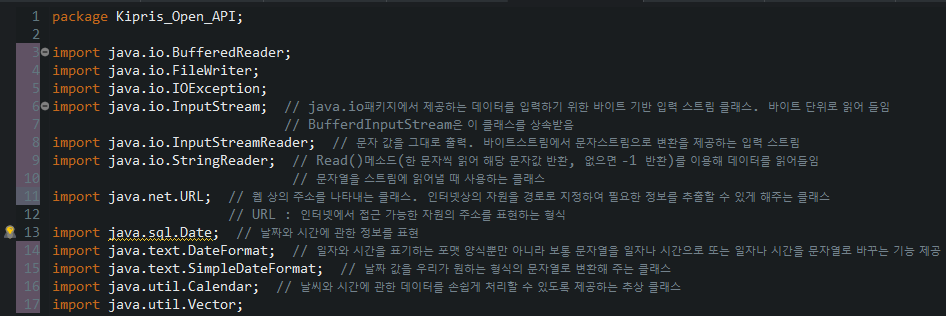 1 package Kipris_Open_API;
2
3 import java.io.BufferedReader;
4 import java.io.FileWriter;
5 import java.io.IOException;
6 import java.io.InputStream;  // java.io패키지에서 제공하는 데이터를 입력하기 위한 바이트 기반 입력 스트림 클래스. 바이트 단위로 읽어 들임
7 // BufferdInputStream은 이 클래스를 상속받음
8 import java.io.InputStreamReader;  // 문자 값을 그대로 출력. 바이트스트림에서 문자스트림으로 변환을 제공하는 입력 스트림
9 import java.io.StringReader;  // Read()메소드(한 문자씩 읽어 해당 문자값 반환, 없으면 -1 반환)를 이용해 데이터를 읽어들임
10 // 문자열을 스트림에 읽어낼 때 사용하는 클래스
11 import java.net.URL;  // 웹 상의 주소를 나타내는 클래스. 인터넷상의 자원을 경로로 지정하여 필요한 정보를 추출할 수 있게 해주는 클래스
12 // URL : 인터넷에서 접근 가능한 자원의 주소를 표현하는 형식
13 import java.sql.Date;  // 날짜와 시간에 관한 정보를 표현
14 import java.text.DateFormat;  // 일자와 시간을 표기하는 포맷 양식뿐만 아니라 보통 문자열을 일자나 시간으로 또는 일자나 시간을 문자열로 바꾸는 기능 제공
15 import java.text.SimpleDateFormat;  // 날짜 값을 우리가 원하는 형식의 문자열로 변환해 주는 클래스
16 import java.util.Calendar;  // 날씨와 시간에 관한 데이터를 손쉽게 처리할 수 있도록 제공하는 추상 클래스
17 import java.util.Vector;